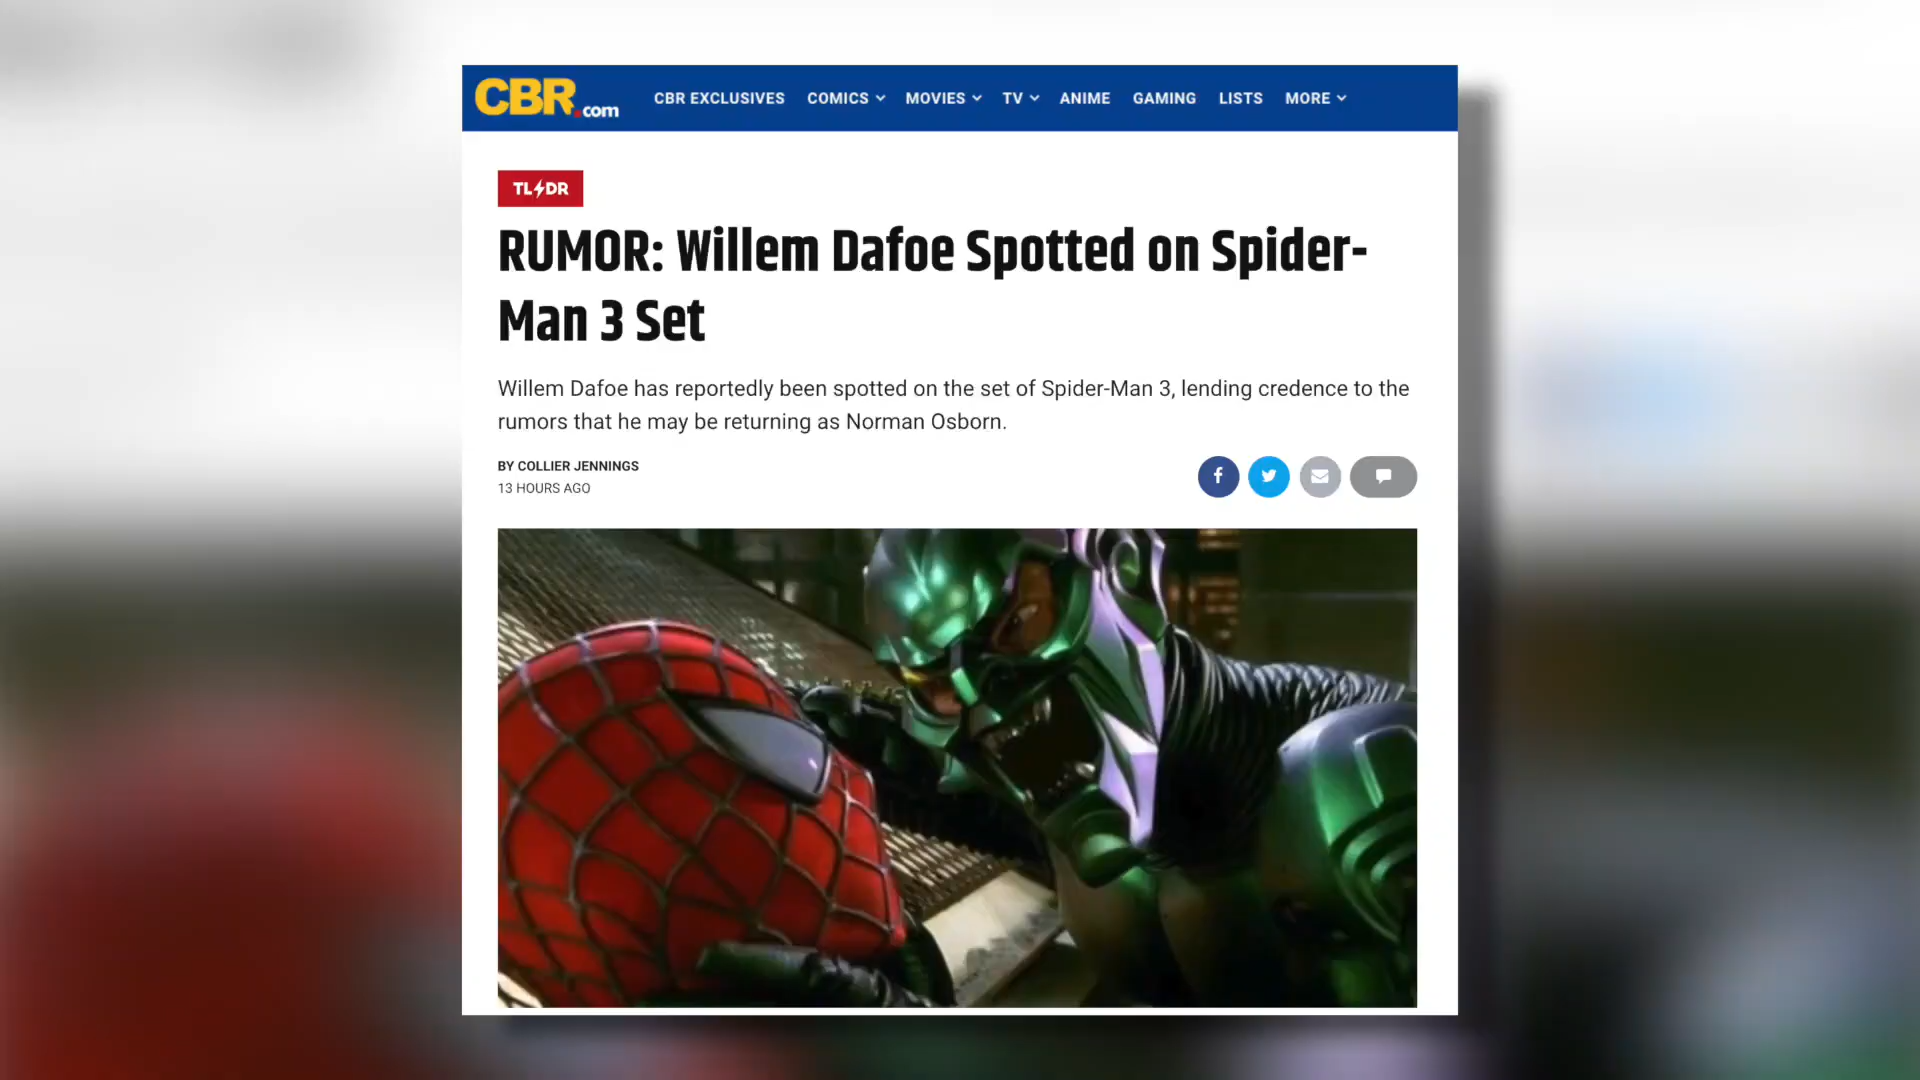 CBR.com CBR EXCLUSIVES COMICS MOVIES TV ANIME GAMING LISTS MORE
TL DR
RUMOR: Willem Dafoe Spotted on Spider-
Man 3 Set
Willem Dafoe has reportedly been spotted on the set of Spider-Man 3, lending credence to the
rumors that he may be returning as Norman Osborn.
BY COLLIER JENNINGS
13 HOURS AGO